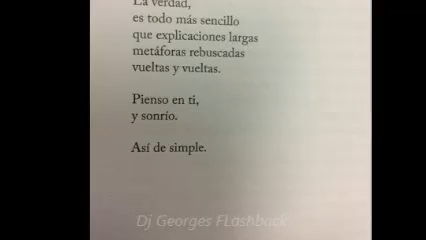 La verdad,
es todo más sencillo
que explicaciones largas
metáforas rebuscadas
vueltas y vueltas.
Pienso en ti,
y sonrío.
Así de simple.
Dj Georges FLashback